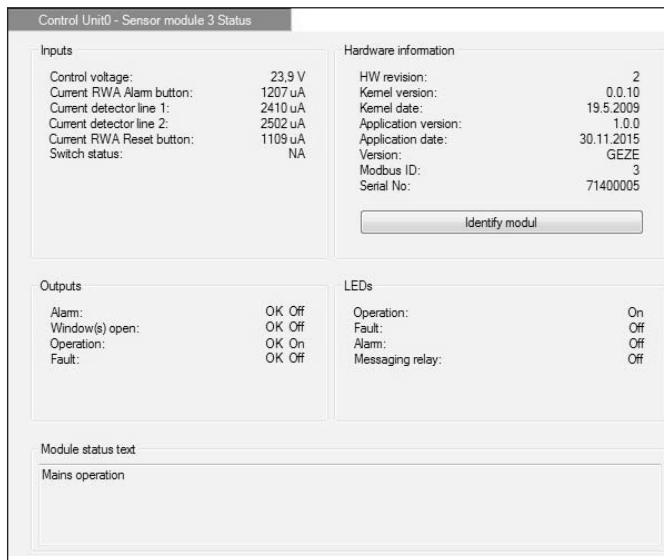 Control Unit0 - Sensor module 3 Status
Inputs
Control voltage: 23,9 V
Current RWA Alarm button: 1207 uA
Current detector line 1: 2410 uA
Current detector line 2: 2502 uA
Current RWA Reset button: 1109 uA
Switch status: NA
Hardware information
HW revision: 2
Kernel version: 0.0.10
Kernel date: 19.5.2009
Application version: 1.0.0
Application date: 30.11.2015
Version: GEZE
Modbus ID: 3
Serial No: 71400005
Identify modul
Outputs
Alarm: OK Off
Window(s) open: OK Off
Operation: OK On
Fault: OK Off
LEDs
Operation: On
Fault: Off
Alarm: Off
Messaging relay: Off
Module status text
Mains operation